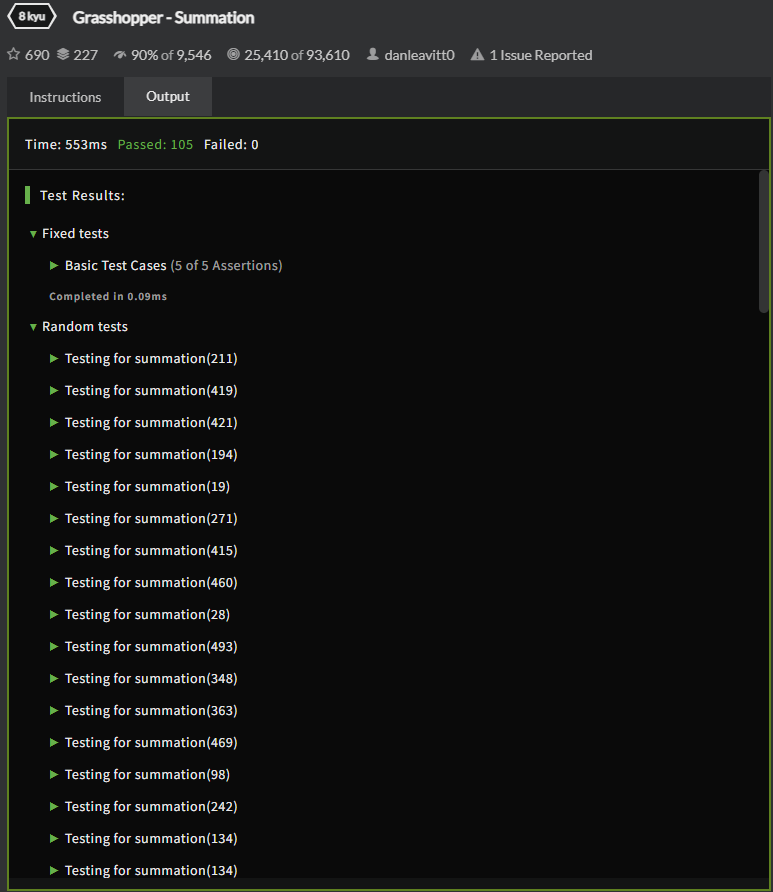 8 kyu Grasshopper - Summation
690 227 90% of 9,546 25,410 of 93,610 danleavitt0 1 Issue Reported
Instructions Output
Time: 553ms Passed: 105 Failed: 0
Test Results:
Fixed tests
Basic Test Cases (5 of 5 Assertions)
Completed in 0.09ms
Random tests
Testing for summation(211)
Testing for summation(419)
Testing for summation(421)
Testing for summation(194)
Testing for summation(19)
Testing for summation(271)
Testing for summation(415)
Testing for summation(460)
Testing for summation(28)
Testing for summation(493)
Testing for summation(348)
Testing for summation(363)
Testing for summation(469)
Testing for summation(98)
Testing for summation(242)
Testing for summation(134)
Testing for summation(134)